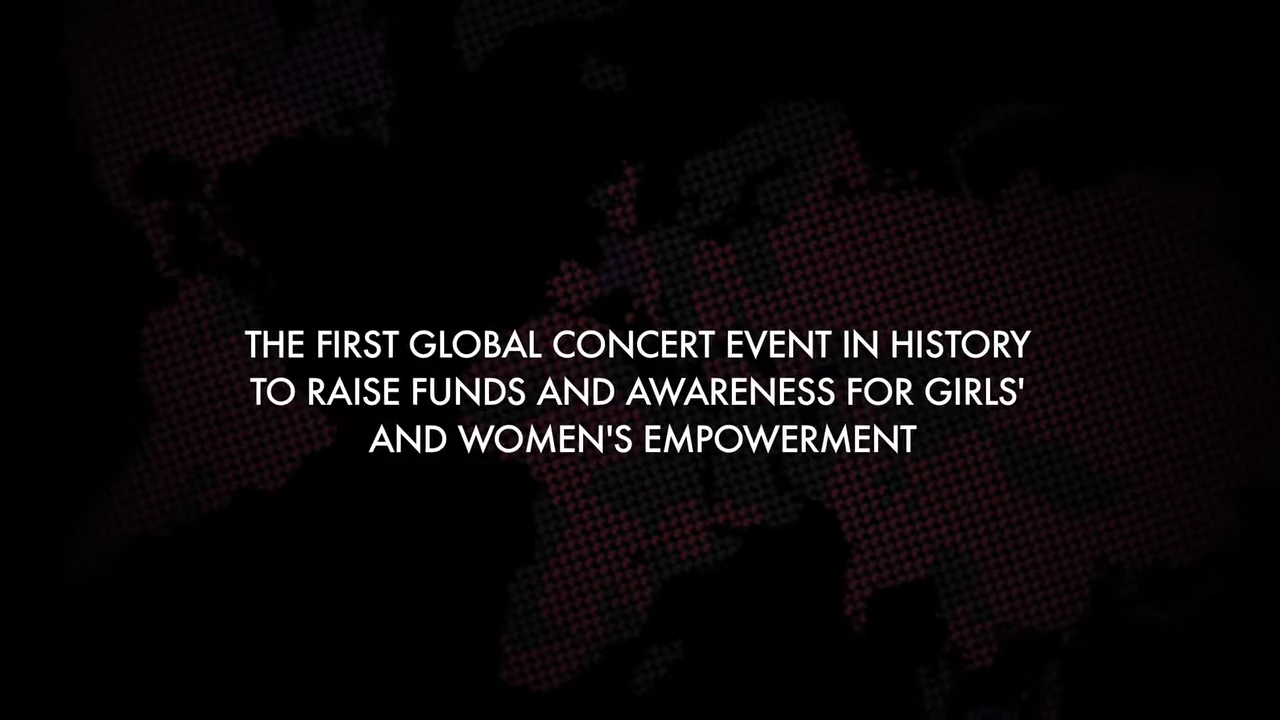 THE FIRST GLOBAL CONCERT EVENT IN HISTORY
TO RAISE FUNDS AND AWARENESS FOR GIRLS'
AND WOMEN'S EMPOWERMENT